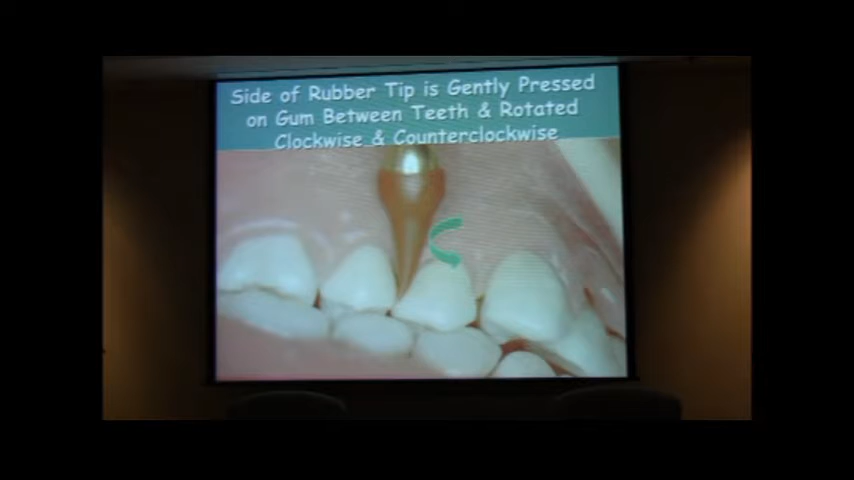 Side of Rubber Tip is Gently Pressed
on Gum Between Teeth & Rotated
Clockwise & Counterclockwise